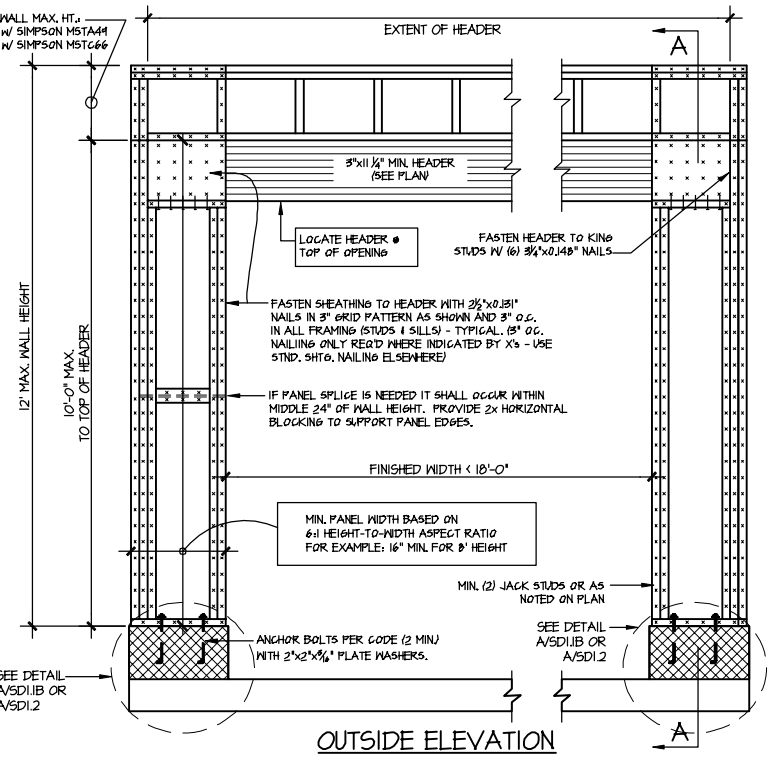 WALL MAX. HT.:
W/ SIMPSON MSTA49
W/ SIMPSON MSTC66
EXTENT OF HEADER
A
3"x11 1/4" MIN. HEADER
(SEE PLAN)
LOCATE HEADER @
TOP OF OPENING
FASTEN HEADER TO KING
STUDS W/ (6) 3 1/4"x0.148" NAILS
FASTEN SHEATHING TO HEADER WITH 2 1/2"x0.131"
NAILS IN 3" GRID PATTERN AS SHOWN AND 3" O.C.
IN ALL FRAMING (STUDS & SILLS) - TYPICAL. (3" OC.
NAILING ONLY REQ'D WHERE INDICATED BY X's - USE
STND. SHTG. NAILING ELSEWHERE)
12' MAX. WALL HEIGHT
10'-0" MAX.
TO TOP OF HEADER
IF PANEL SPLICE IS NEEDED IT SHALL OCCUR WITHIN
MIDDLE 24" OF WALL HEIGHT. PROVIDE 2x HORIZONTAL
BLOCKING TO SUPPORT PANEL EDGES.
FINISHED WIDTH < 18'-0"
MIN. PANEL WIDTH BASED ON
6:1 HEIGHT-TO-WIDTH ASPECT RATIO
FOR EXAMPLE: 16" MIN. FOR 8' HEIGHT
MIN. (2) JACK STUDS OR AS
NOTED ON PLAN
SEE DETAIL
A/SD1.1B OR
A/SD1.2
ANCHOR BOLTS PER CODE (2 MIN.)
WITH 2"x2"x3/16" PLATE WASHERS.
SEE DETAIL
A/SD1.1B OR
A/SD1.2
A
OUTSIDE ELEVATION